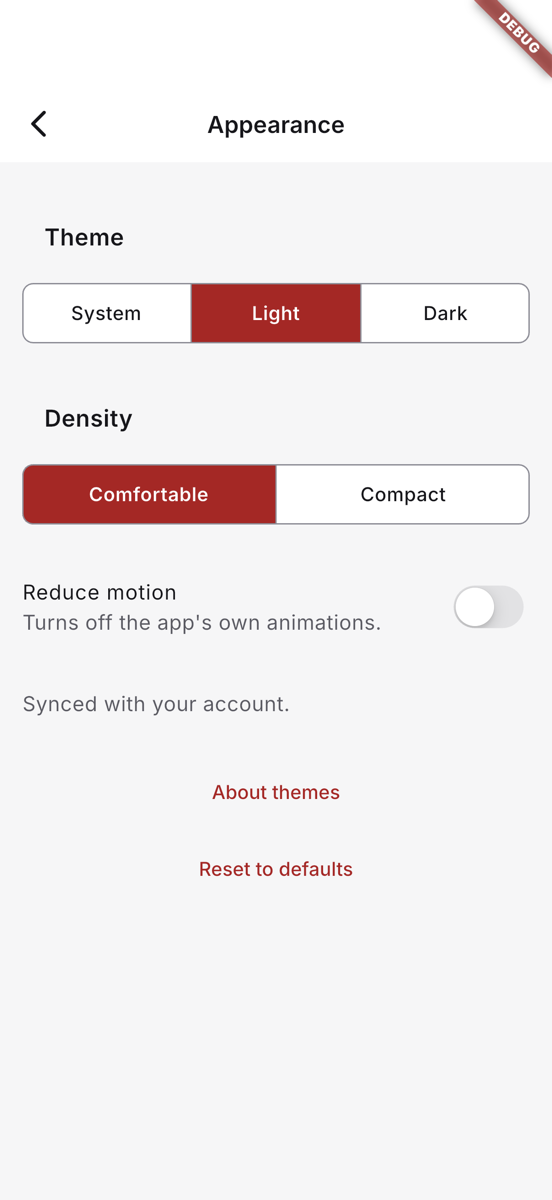 DEBUG
Appearance
Theme
System Light Dark
Density
Comfortable Compact
Reduce motion
Turns off the app's own animations.
Synced with your account.
About themes
Reset to defaults